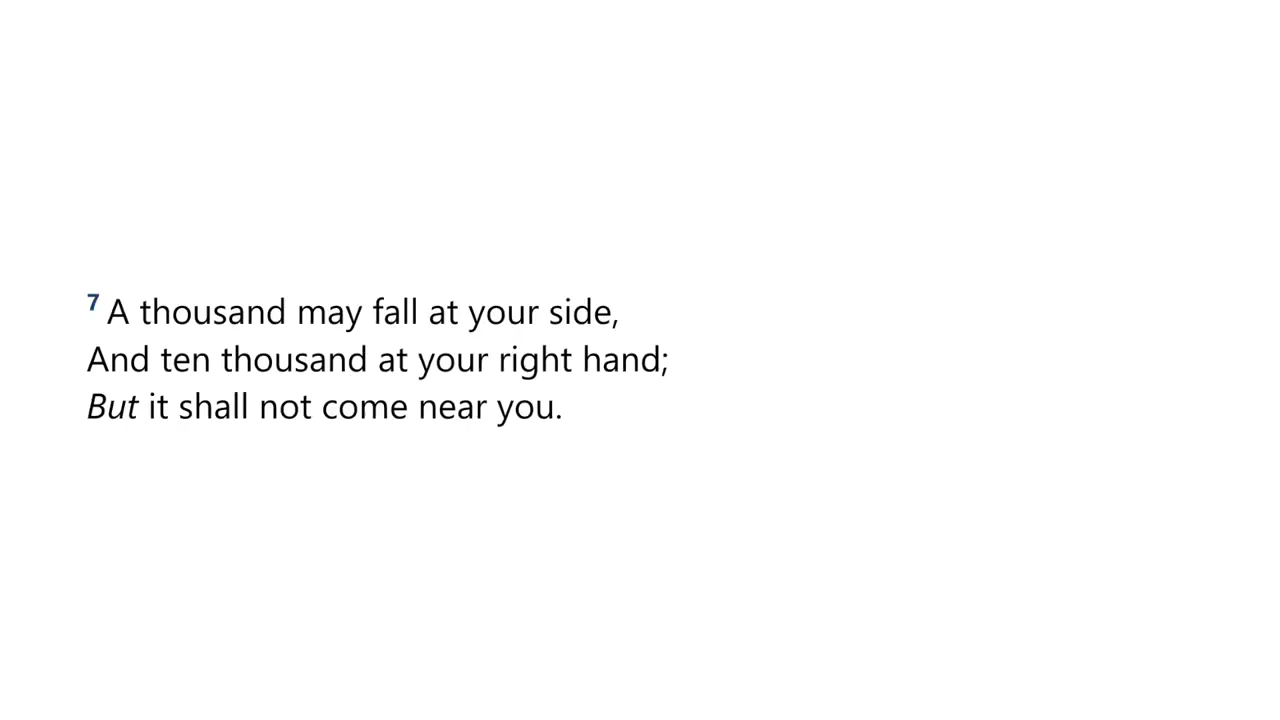 7 A thousand may fall at your side,
And ten thousand at your right hand;
But it shall not come near you.